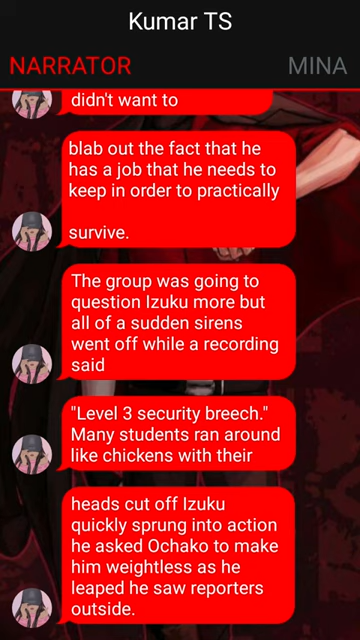 Kumar TS
NARRATOR
MINA
didn't want to
blab out the fact that he
has a job that he needs to
keep in order to practically
survive.
The group was going to
question Izuku more but
all of a sudden sirens
went off while a recording
said
"Level 3 security breech."
Many students ran around
like chickens with their
heads cut off Izuku
quickly sprung into action
he asked Ochako to make
him weightless as he
leaped he saw reporters
outside.